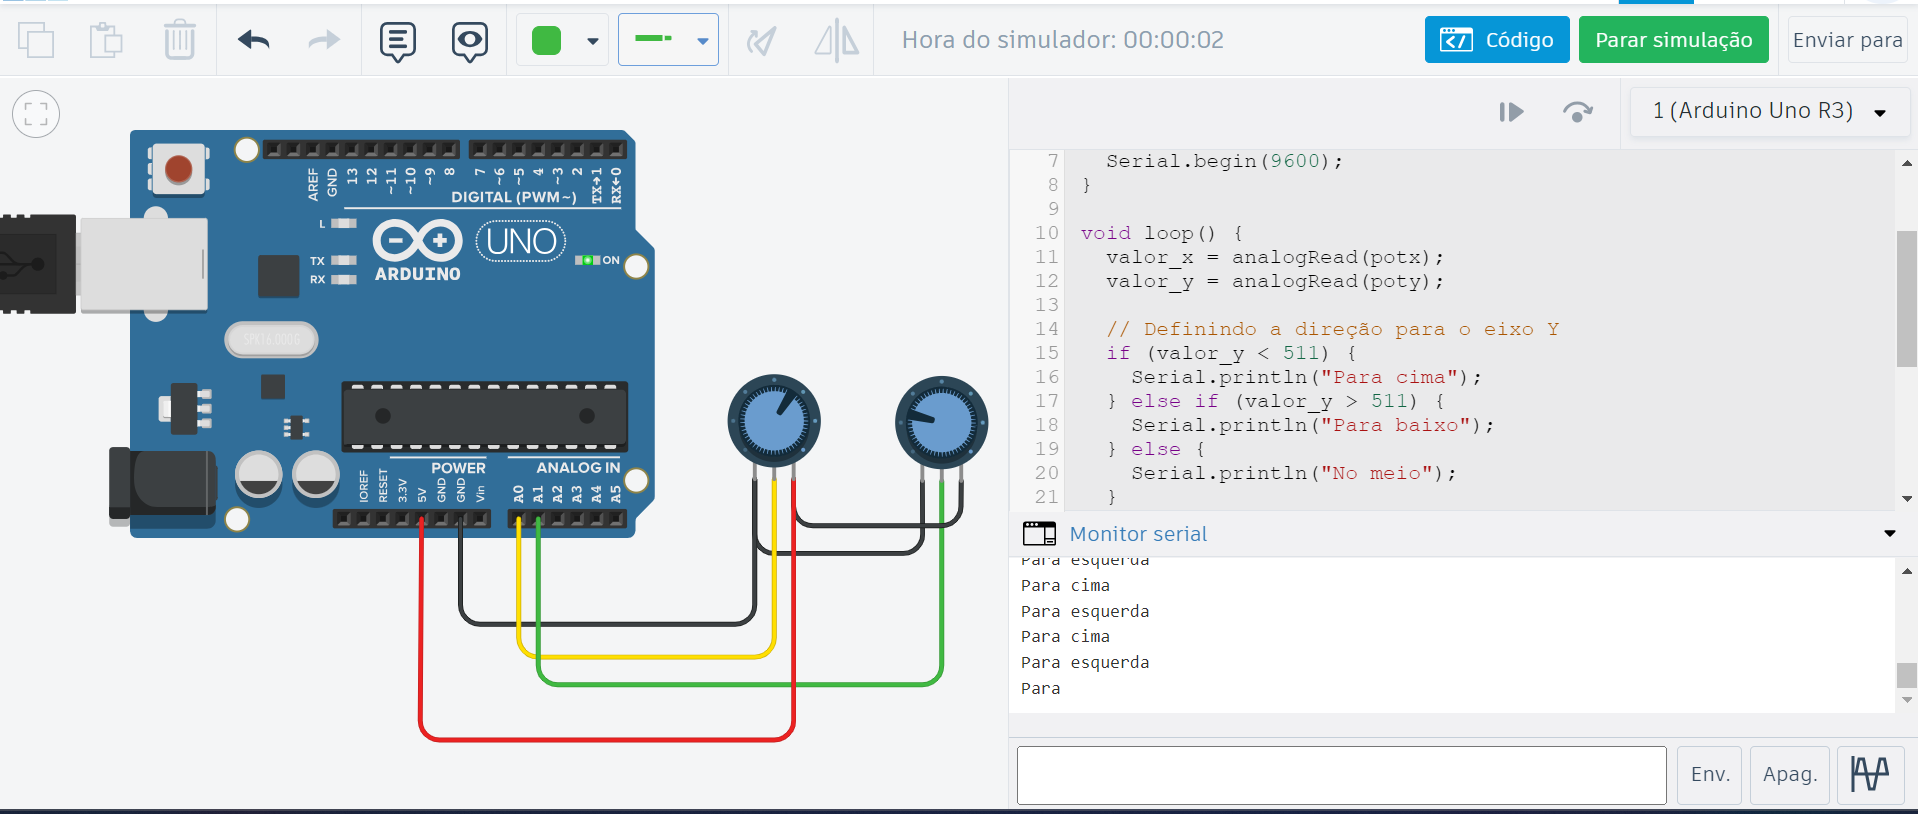 Hora do simulador: 00:00:02
Código
Parar simulação
Enviar para
1 (Arduino Uno R3)
AREF
GND
13
12
~11
~10
~9
8
7
~6
~5
4
~3
2
TX→1
RX←0
DIGITAL (PWM~)
L
TX
RX
ARDUINO
UNO
ON
SPK16.000G
POWER
ANALOG IN
IOREF
RESET
3.3V
5V
GND
GND
Vin
A0
A1
A2
A3
A4
A5
7 Serial.begin(9600);
8 }
9
10 void loop() {
11 valor_x = analogRead(potx);
12 valor_y = analogRead(poty);
13
14 // Definindo a direção para o eixo Y
15 if (valor_y < 511) {
16 Serial.println("Para cima");
17 } else if (valor_y > 511) {
18 Serial.println("Para baixo");
19 } else {
20 Serial.println("No meio");
21 }
Monitor serial
Para esquerda
Para cima
Para esquerda
Para cima
Para esquerda
Para
Env.
Apag.